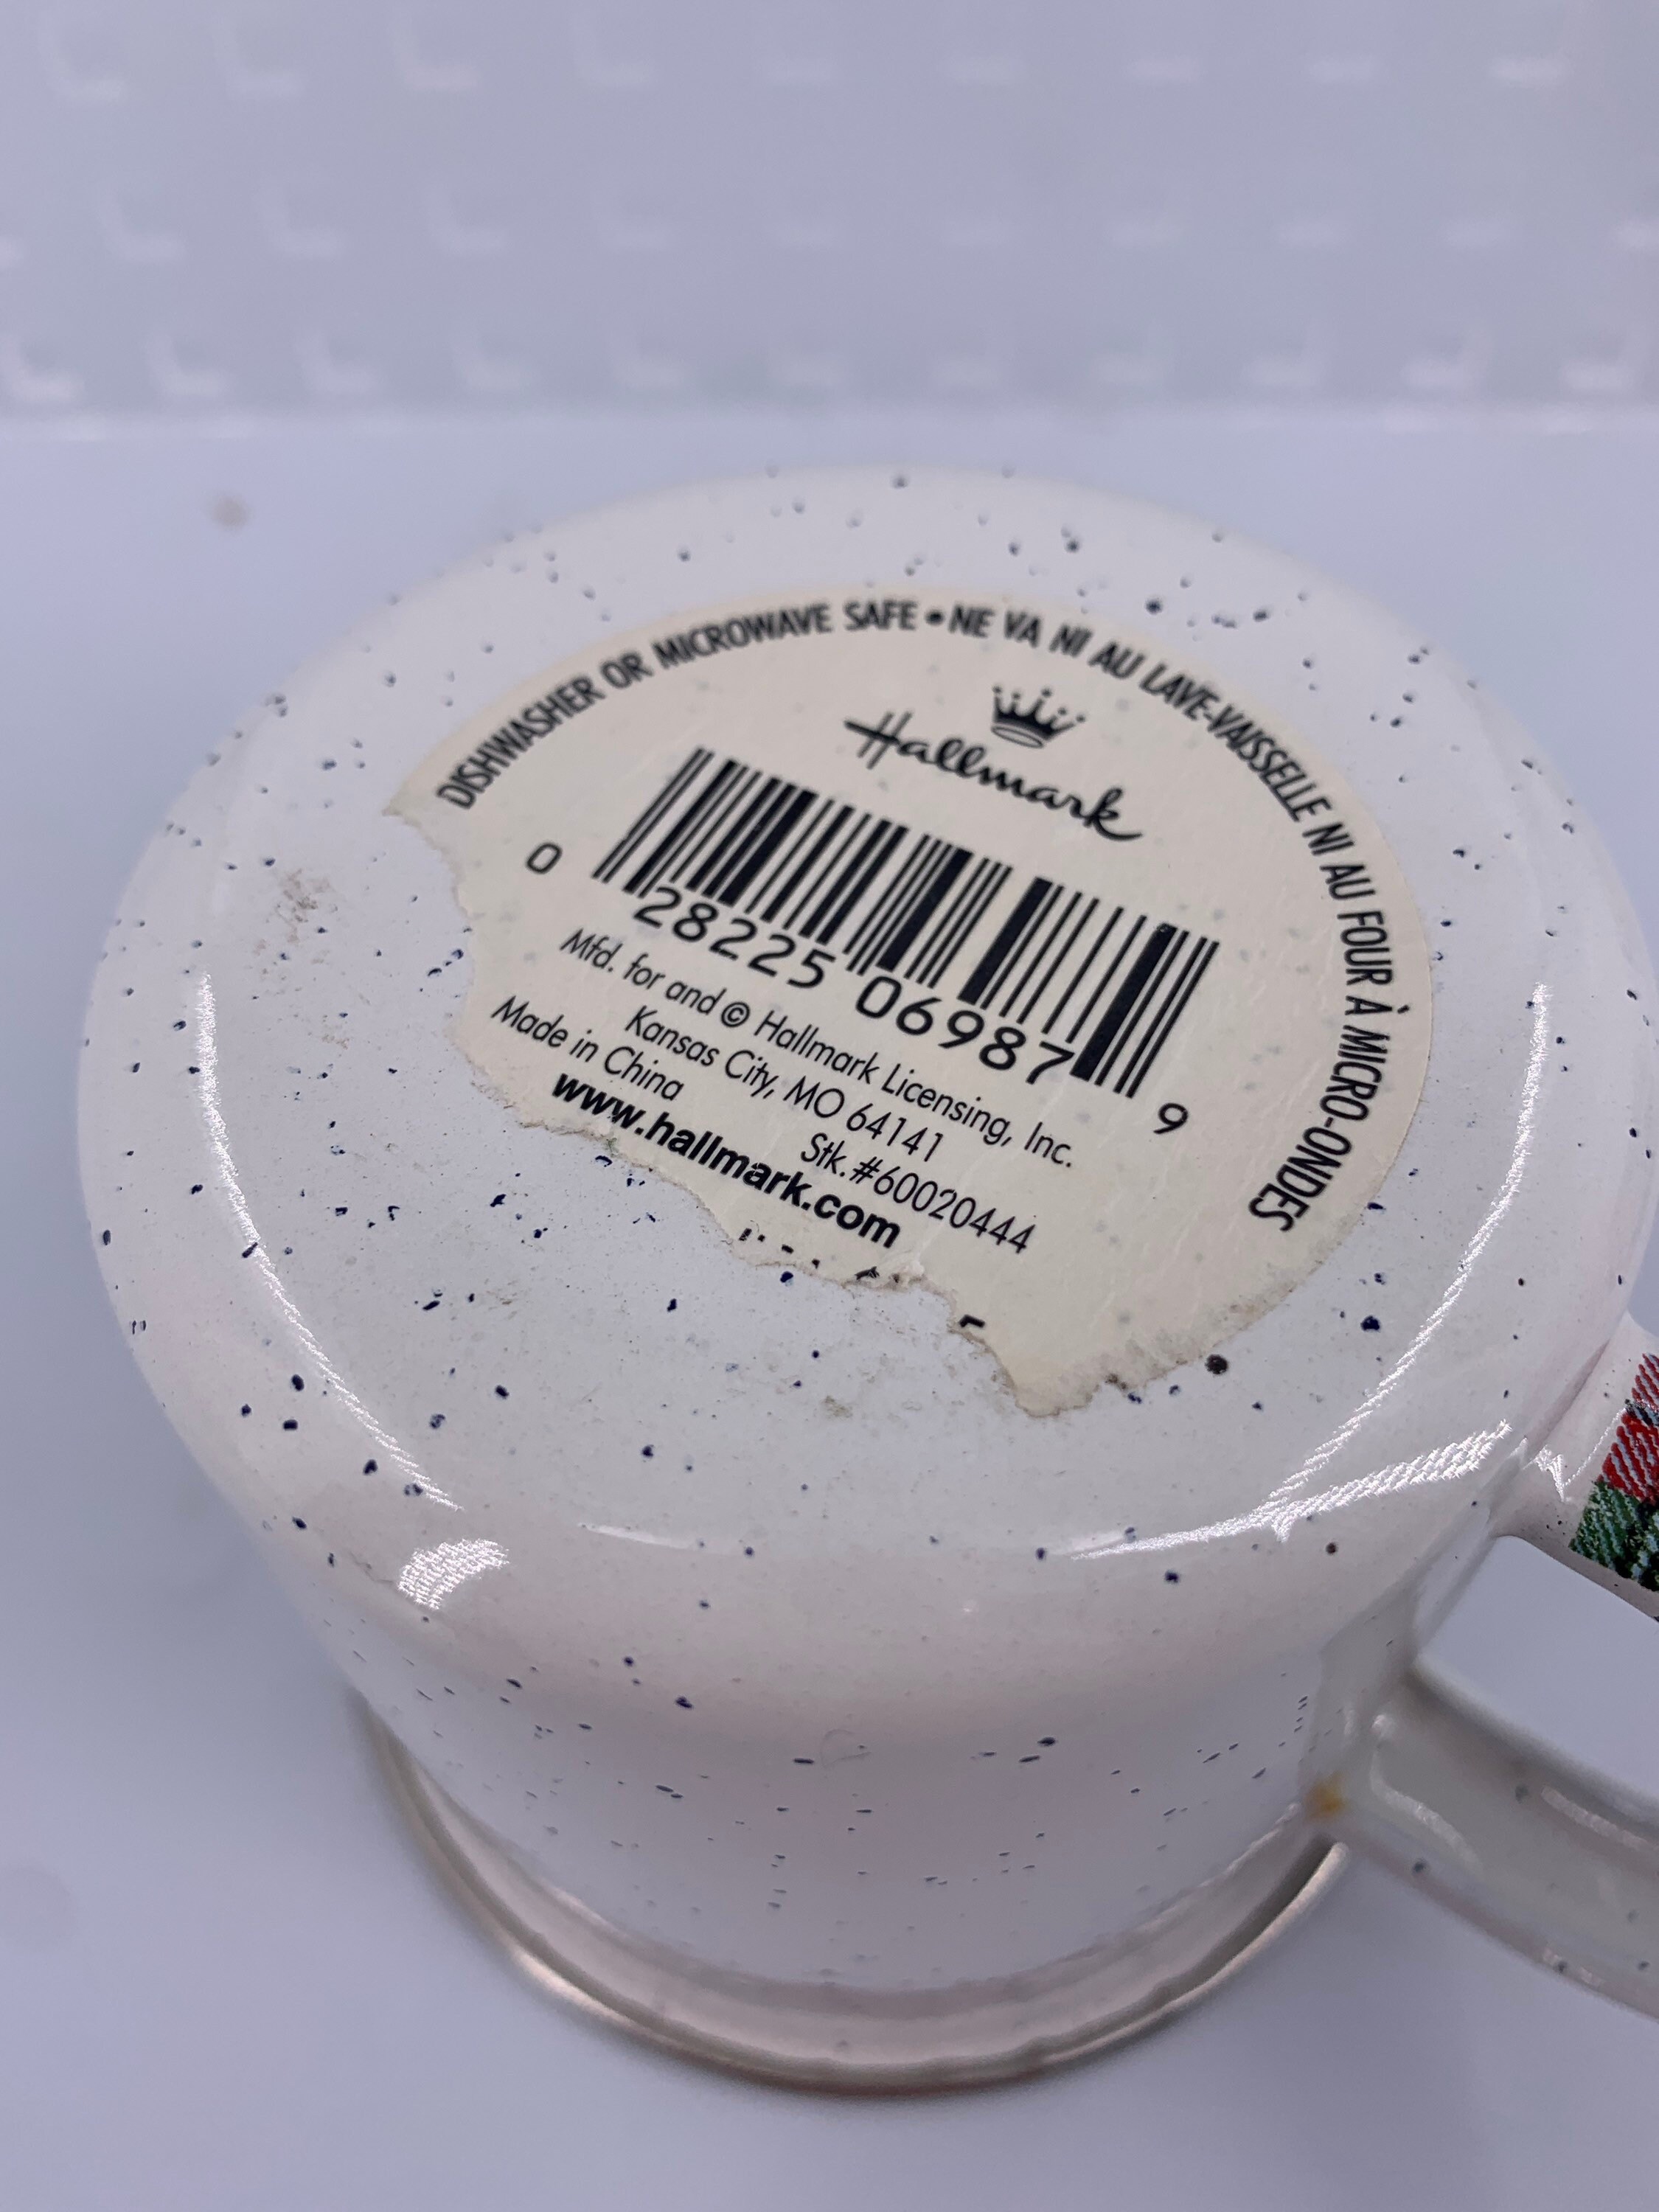 DISHWASHER OR MICROWAVE SAFE • NE VA NI AU LAVE-VAISSELLE NI AU FOUR À MICRO-ONDES
Hallmark
0 28225 06987 9
Mfd. for and © Hallmark Licensing, Inc.
Kansas City, MO 64141
Made in China Stk.#60020444
www.hallmark.com